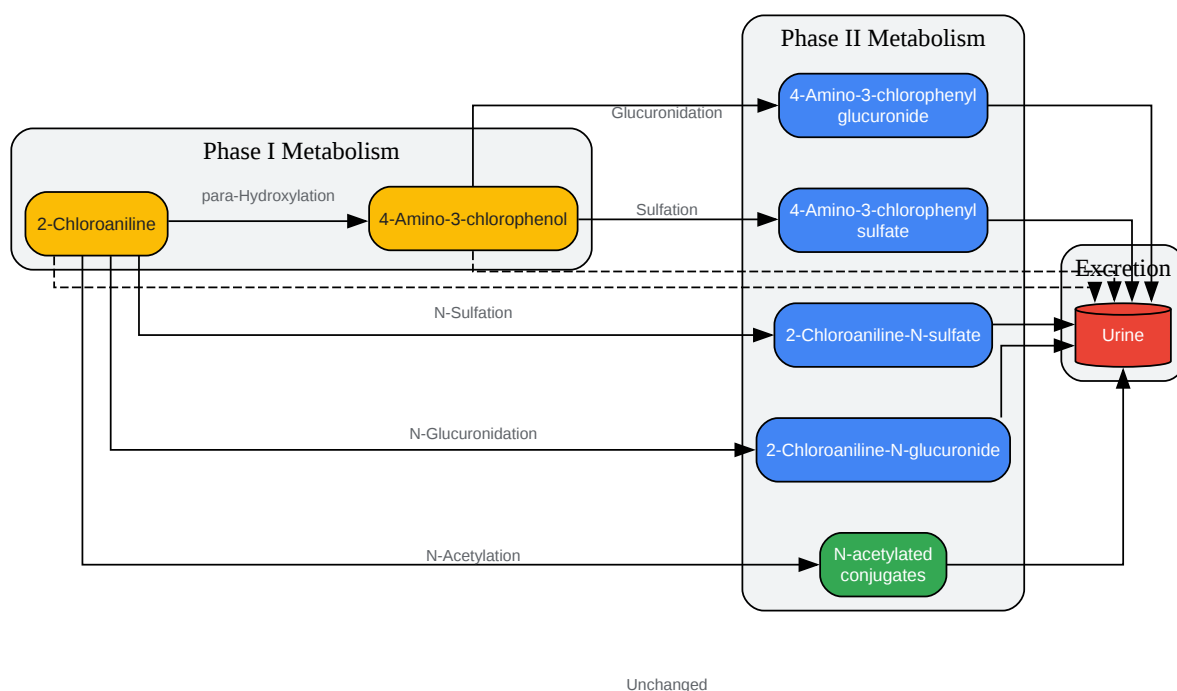 Phase II Metabolism
4-Amino-3-chlorophenyl
glucuronide
Glucuronidation
Phase I Metabolism
para-Hydroxylation
2-Chloroaniline
4-Amino-3-chlorophenol
Sulfation
4-Amino-3-chlorophenyl
sulfate
Excretion
N-Sulfation
2-Chloroaniline-N-sulfate
Urine
N-Glucuronidation
2-Chloroaniline-N-glucuronide
N-Acetylation
N-acetylated
conjugates
Unchanged